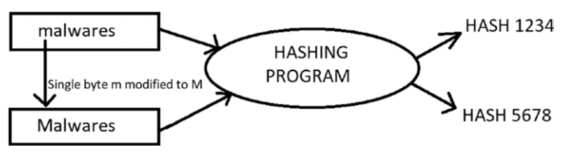 malwares
Single byte m modified to M
Malwares
HASHING
PROGRAM
HASH 1234
HASH 5678